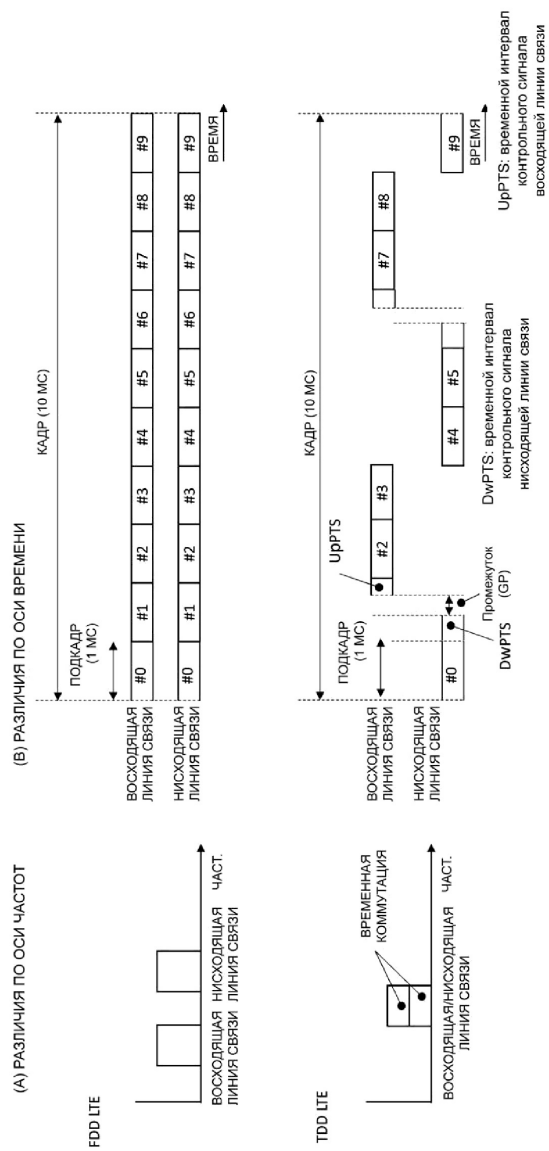 (A) РАЗЛИЧИЯ ПО ОСИ ЧАСТОТ
(B) РАЗЛИЧИЯ ПО ОСИ ВРЕМЕНИ
FDD LTE
ВОСХОДЯЩАЯ
ЛИНИЯ СВЯЗИ
НИСХОДЯЩАЯ
ЛИНИЯ СВЯЗИ
ЧАСТ.
КАДР (10 МС)
ПОДКАДР
(1 МС)
ВОСХОДЯЩАЯ
ЛИНИЯ СВЯЗИ
#0 #1 #2 #3 #4 #5 #6 #7 #8 #9
НИСХОДЯЩАЯ
ЛИНИЯ СВЯЗИ
#0 #1 #2 #3 #4 #5 #6 #7 #8 #9
ВРЕМЯ
TDD LTE
ВРЕМЕННАЯ
КОММУТАЦИЯ
ВОСХОДЯЩАЯ/НИСХОДЯЩАЯ
ЛИНИЯ СВЯЗИ
ЧАСТ.
КАДР (10 МС)
ПОДКАДР
(1 МС)
UpPTS
ВОСХОДЯЩАЯ
ЛИНИЯ СВЯЗИ
#2 #3 #7 #8
НИСХОДЯЩАЯ
ЛИНИЯ СВЯЗИ
#0 #4 #5 #9
ВРЕМЯ
DwPTS
Промежуток
(GP)
DwPTS: временной интервал
контрольного сигнала
нисходящей линии связи
UpPTS: временной интервал
контрольного сигнала
восходящей линии связи